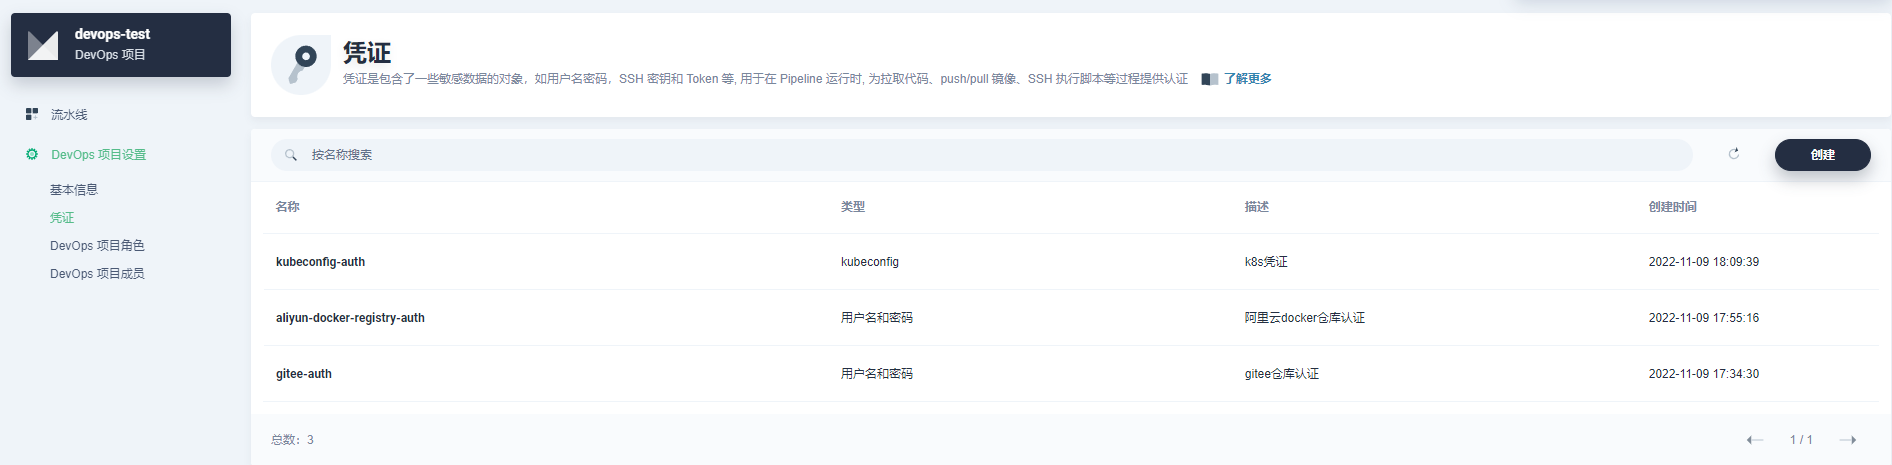 devops-test
DevOps 项目
流水线
DevOps 项目设置
基本信息
凭证
DevOps 项目角色
DevOps 项目成员
凭证
凭证是包含了一些敏感数据的对象，如用户名密码，SSH 密钥和 Token 等, 用于在 Pipeline 运行时, 为拉取代码、push/pull 镜像、SSH 执行脚本等过程提供认证 了解更多
按名称搜索 创建
名称 类型 描述 创建时间
kubeconfig-auth kubeconfig k8s凭证 2022-11-09 18:09:39
aliyun-docker-registry-auth 用户名和密码 阿里云docker仓库认证 2022-11-09 17:55:16
gitee-auth 用户名和密码 gitee仓库认证 2022-11-09 17:34:30
总数：3 1 / 1